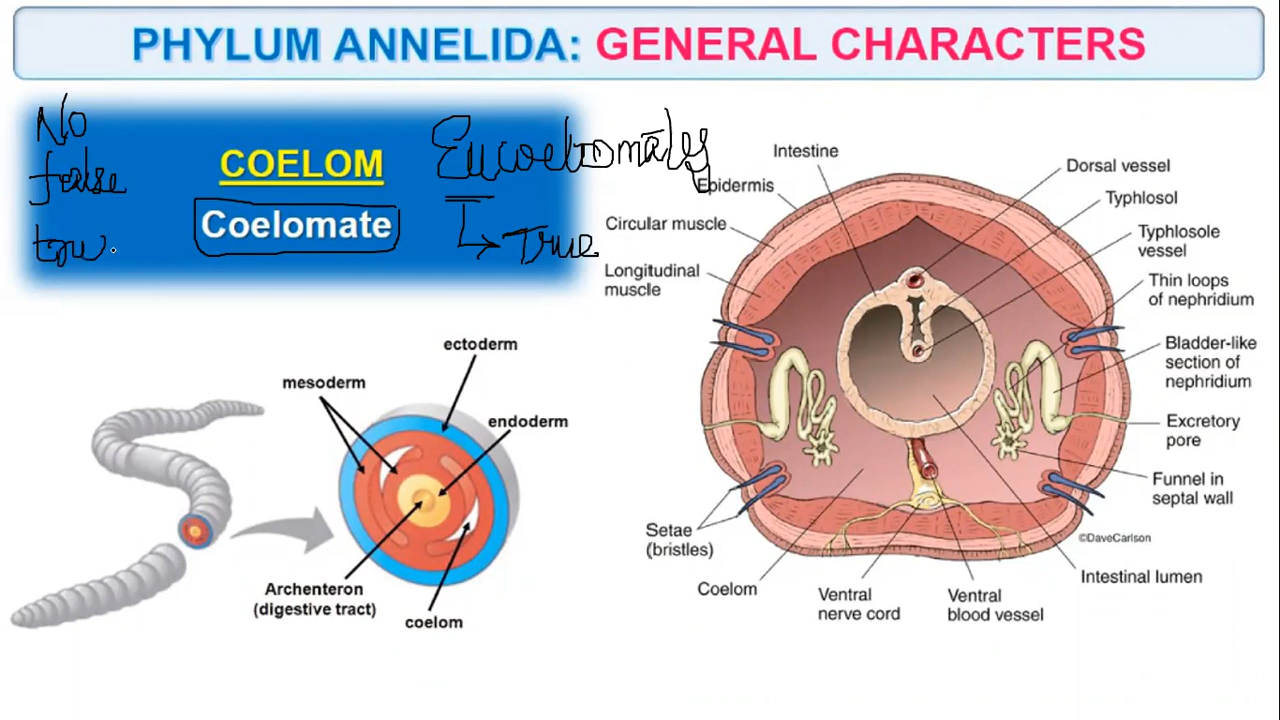 PHYLUM ANNELIDA: GENERAL CHARACTERS
No
false
COELOM
Coelomate
Eucoelomates
True
ectoderm
mesoderm
endoderm
Archenteron
(digestive tract)
coelom
Intestine
Epidermis
Circular muscle
Longitudinal
muscle
Setae
(bristles)
Coelom
Ventral
nerve cord
Ventral
blood vessel
Dorsal vessel
Typhlosol
Typhlosole
vessel
Thin loops
of nephridium
Bladder-like
section of
nephridium
Excretory
pore
Funnel in
septal wall
©DaveCarlson
Intestinal lumen